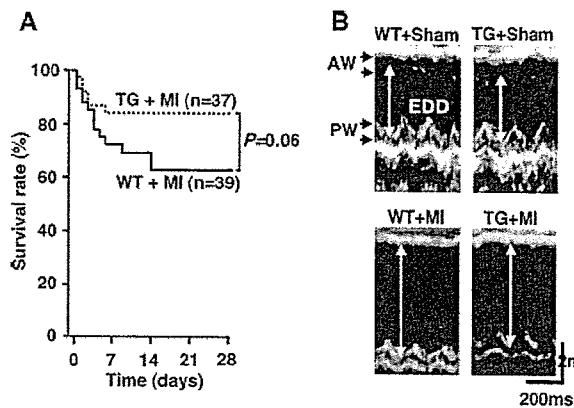 A
Survival rate (%)
100
80
60
40
20
0
TG + MI (n=37)
P=0.06
WT + MI (n=39)
0 7 14 21 28
Time (days)
B
WT+Sham TG+Sham
AW
EDD
PW
WT+MI TG+MI
200ms